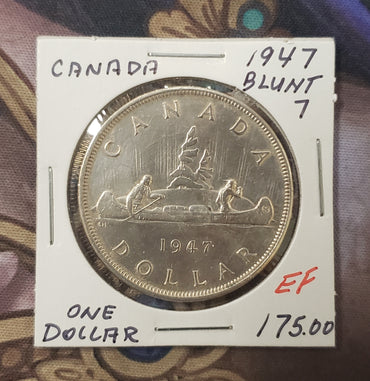 CANADA
1947
BLUNT
7
CANADA
1947
DOLLAR
EF
ONE
DOLLAR
175.00